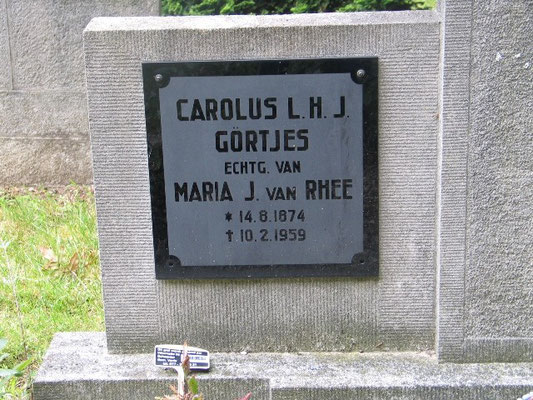 CAROLUS L.H.J.
GÖRTJES
ECHTG. VAN
MARIA J. VAN RHEE
* 14.8.1874
† 10.2.1959